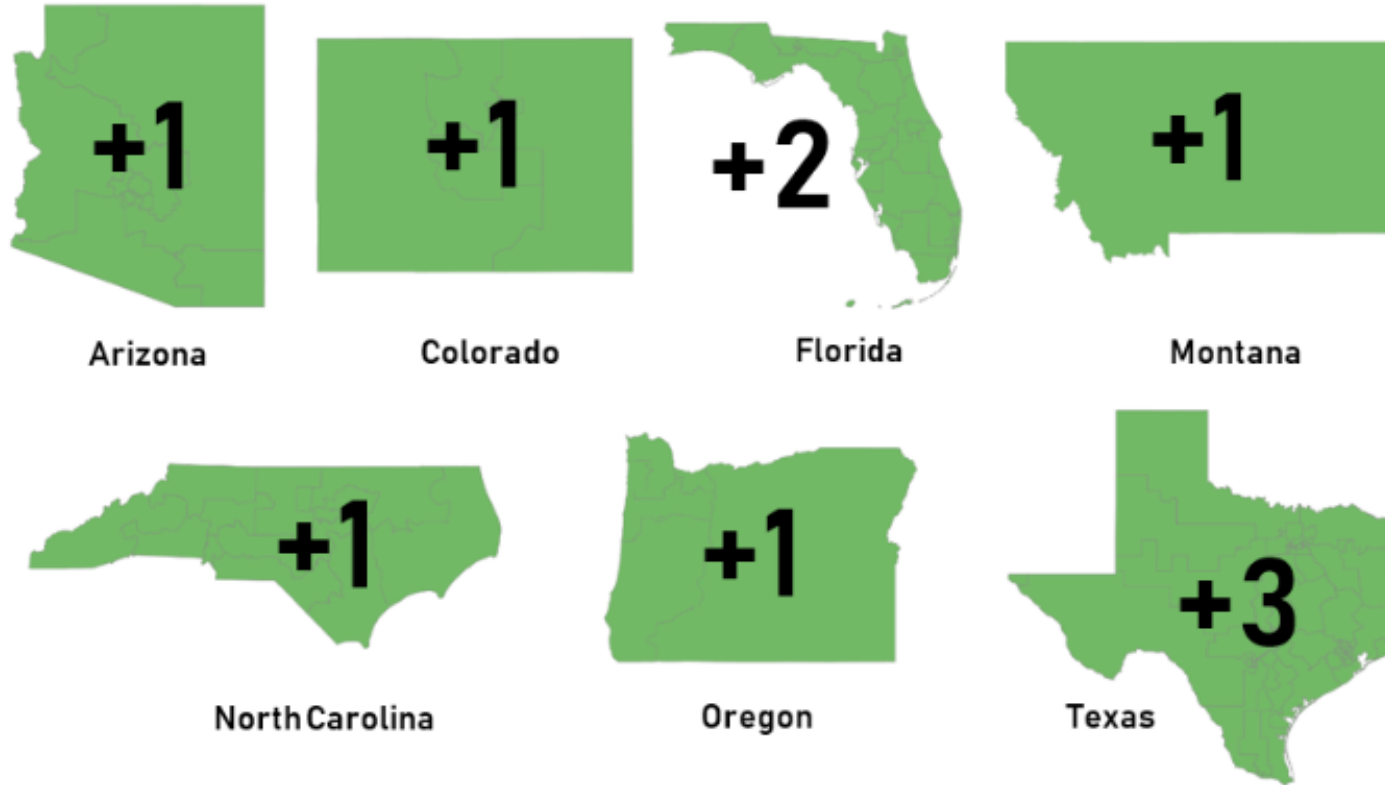 +1 +1 +2 +1
Arizona Colorado Florida Montana
+1 +1 +3
North Carolina Oregon Texas